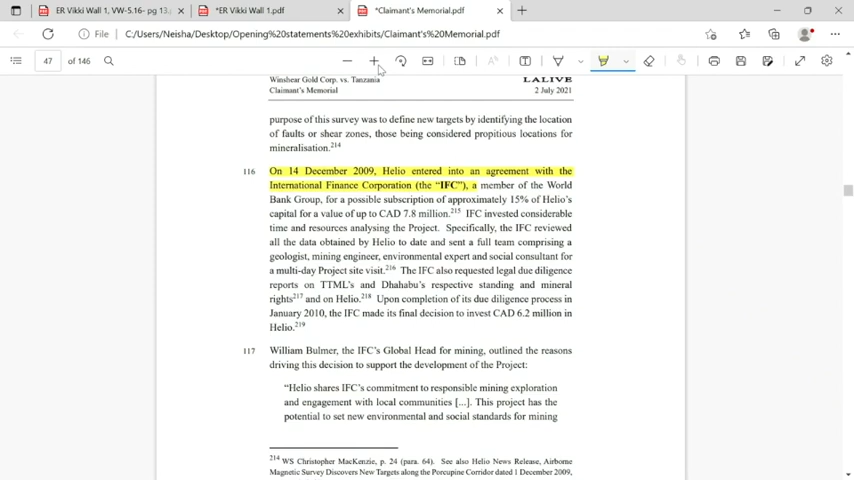 ER Vikki Wall 1, VW-5.16- pg 13.
*ER Vikki Wall 1.pdf
*Claimant's Memorial.pdf
File
C:/Users/Neisha/Desktop/Opening%20statements%20exhibits/Claimant's%20Memorial.pdf
47 of 146
Winshear Gold Corp. vs. Tanzania
LALIVE
Claimant's Memorial
2 July 2021
purpose of this survey was to define new targets by identifying the location
of faults or shear zones, those being considered propitious locations for
mineralisation.214
116 On 14 December 2009, Helio entered into an agreement with the
International Finance Corporation (the “IFC”), a member of the World
Bank Group, for a possible subscription of approximately 15% of Helio's
capital for a value of up to CAD 7.8 million.215 IFC invested considerable
time and resources analysing the Project. Specifically, the IFC reviewed
all the data obtained by Helio to date and sent a full team comprising a
geologist, mining engineer, environmental expert and social consultant for
a multi-day Project site visit.216 The IFC also requested legal due diligence
reports on TTML's and Dhahabu's respective standing and mineral
rights217 and on Helio.218 Upon completion of its due diligence process in
January 2010, the IFC made its final decision to invest CAD 6.2 million in
Helio.219
117 William Bulmer, the IFC's Global Head for mining, outlined the reasons
driving this decision to support the development of the Project:
“Helio shares IFC's commitment to responsible mining exploration
and engagement with local communities [...]. This project has the
potential to set new environmental and social standards for mining
214 WS Christopher MacKenzie, p. 24 (para. 64). See also Helio News Release, Airborne
Magnetic Survey Discovers New Targets along the Porcupine Corridor dated 1 December 2009,